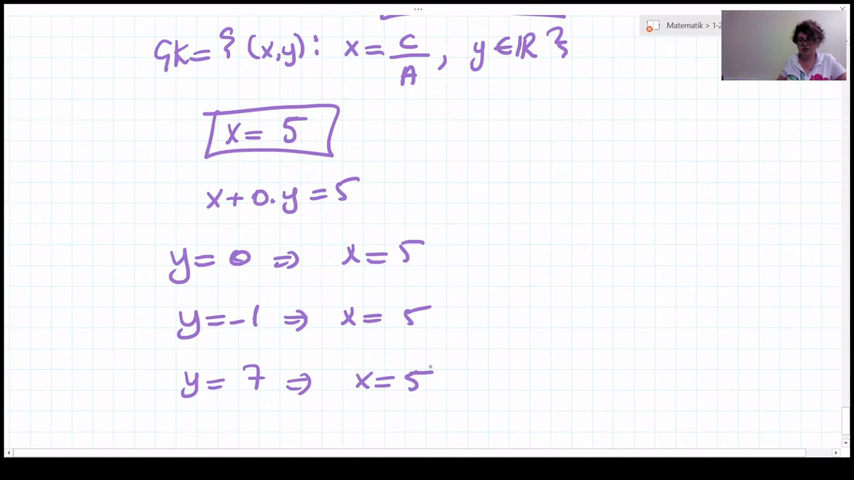 ÇK= { (x,y): x = C/A , y ∈ ℝ }
x = 5
x + 0.y = 5
y = 0 ⇒ x = 5
y = -1 ⇒ x = 5
y = 7 ⇒ x = 5
Matematik > 1-2